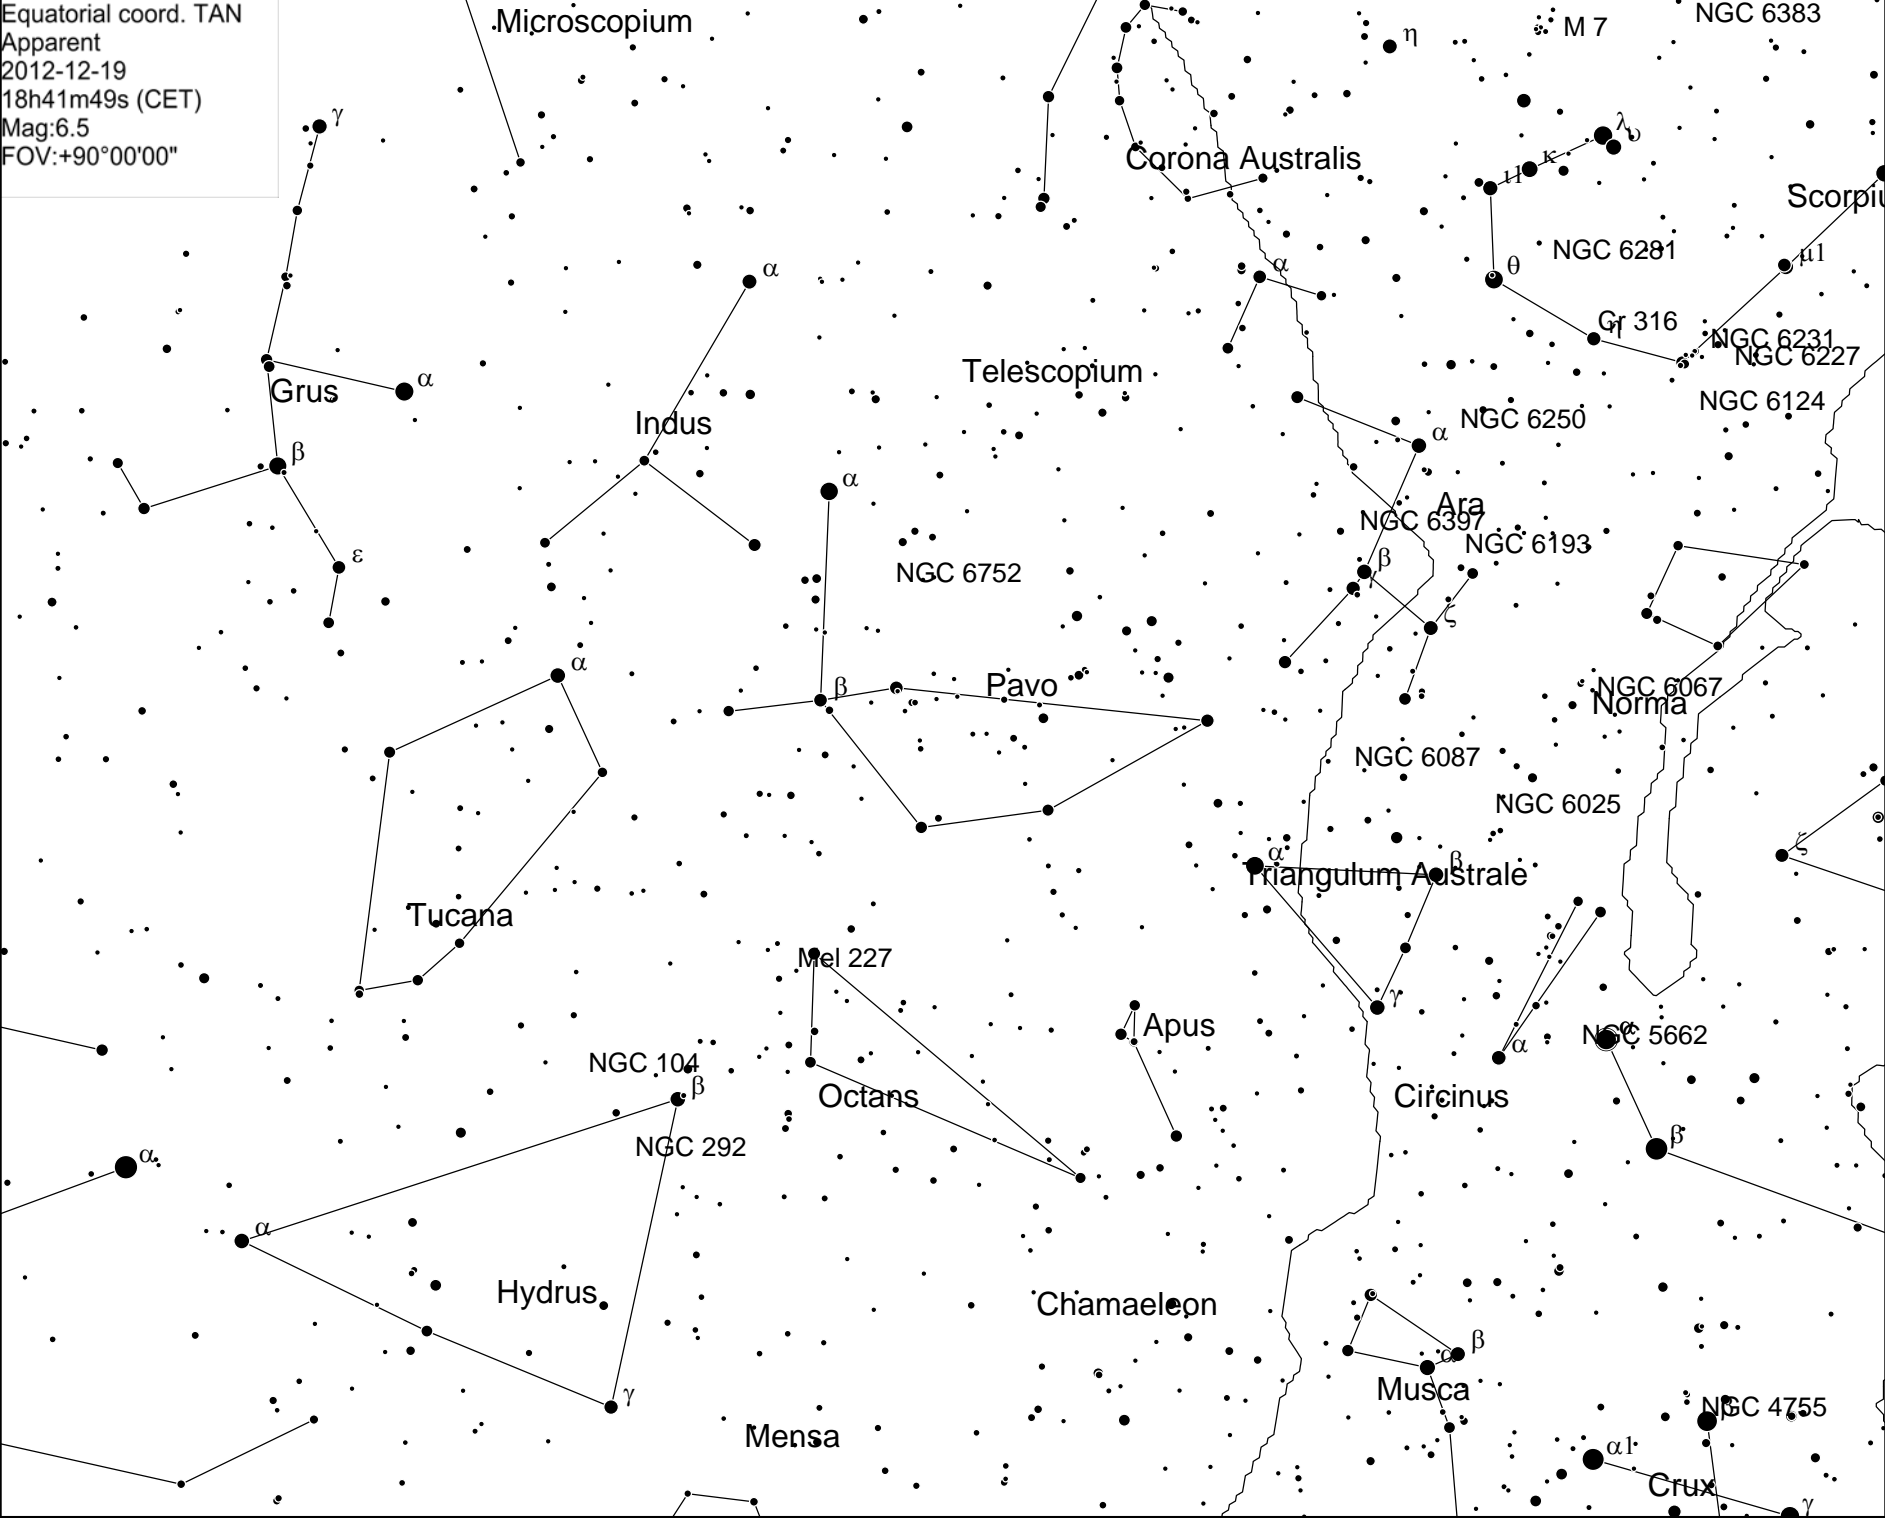 Equatorial coord. TAN
Apparent
2012-12-19
18h41m49s (CET)
Mag:6.5
FOV:+90°00'00"
Microscopium
η
M 7
NGC 6383
γ
λ
υ
κ
ι1
Corona Australis
Scorpiu
NGC 6281
μ1
θ
α
α
Cr 316
η
NGC 6231
NGC 6227
Telescopium
α
Grus
NGC 6124
Indus
NGC 6250
α
β
α
Ara
NGC 6397
NGC 6193
ε
NGC 6752
β
γ
ζ
α
β
Pavo
NGC 6067
Norma
NGC 6087
NGC 6025
ζ
α
β
Triangulum Australe
Tucana
Mel 227
γ
Apus
α
NGC 5662
α
NGC 104
β
Octans
Circinus
NGC 292
β
α
α
Hydrus
Chamaeleon
β
α
Musca
γ
NGC 4755
β
Mensa
α1
Crux
γ